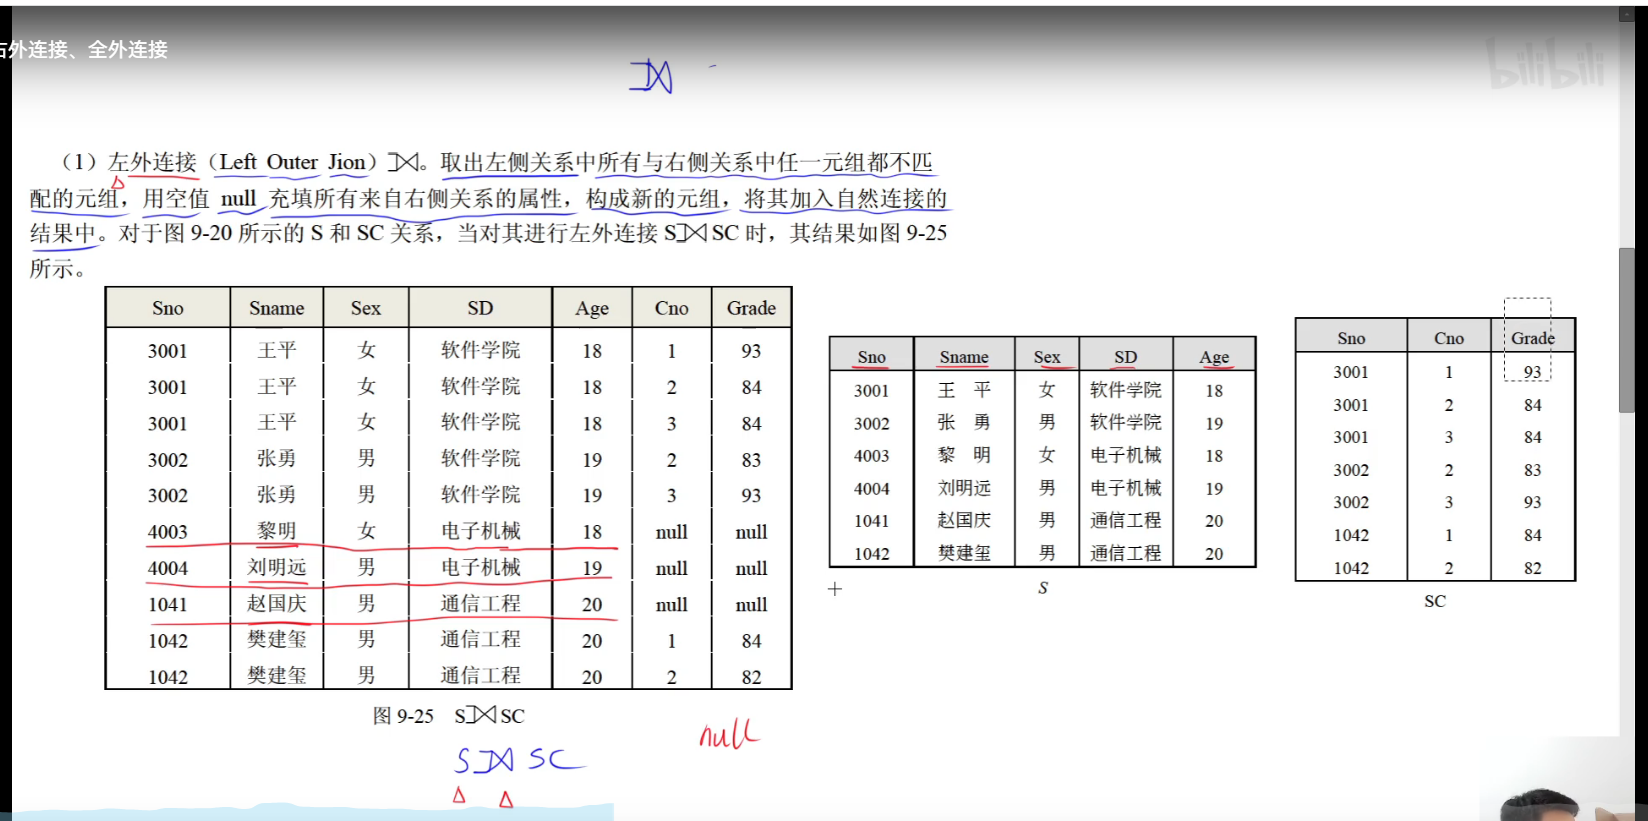 右外连接、全外连接
bilibili
(1)左外连接(Left Outer Jion)⟕。取出左侧关系中所有与右侧关系中任一元组都不匹
配的元组，用空值 null 充填所有来自右侧关系的属性，构成新的元组，将其加入自然连接的
结果中。对于图 9-20 所示的 S 和 SC 关系，当对其进行左外连接 S⟕SC 时，其结果如图 9-25
所示。
Sno Sname Sex SD Age Cno Grade
3001 王平 女 软件学院 18 1 93
3001 王平 女 软件学院 18 2 84
3001 王平 女 软件学院 18 3 84
3002 张勇 男 软件学院 19 2 83
3002 张勇 男 软件学院 19 3 93
4003 黎明 女 电子机械 18 null null
4004 刘明远 男 电子机械 19 null null
1041 赵国庆 男 通信工程 20 null null
1042 樊建玺 男 通信工程 20 1 84
1042 樊建玺 男 通信工程 20 2 82
图 9-25 S⟕SC
Sno Sname Sex SD Age
3001 王 平 女 软件学院 18
3002 张 勇 男 软件学院 19
4003 黎 明 女 电子机械 18
4004 刘明远 男 电子机械 19
1041 赵国庆 男 通信工程 20
1042 樊建玺 男 通信工程 20
S
Sno Cno Grade
3001 1 93
3001 2 84
3001 3 84
3002 2 83
3002 3 93
1042 1 84
1042 2 82
SC
null
S⟕SC